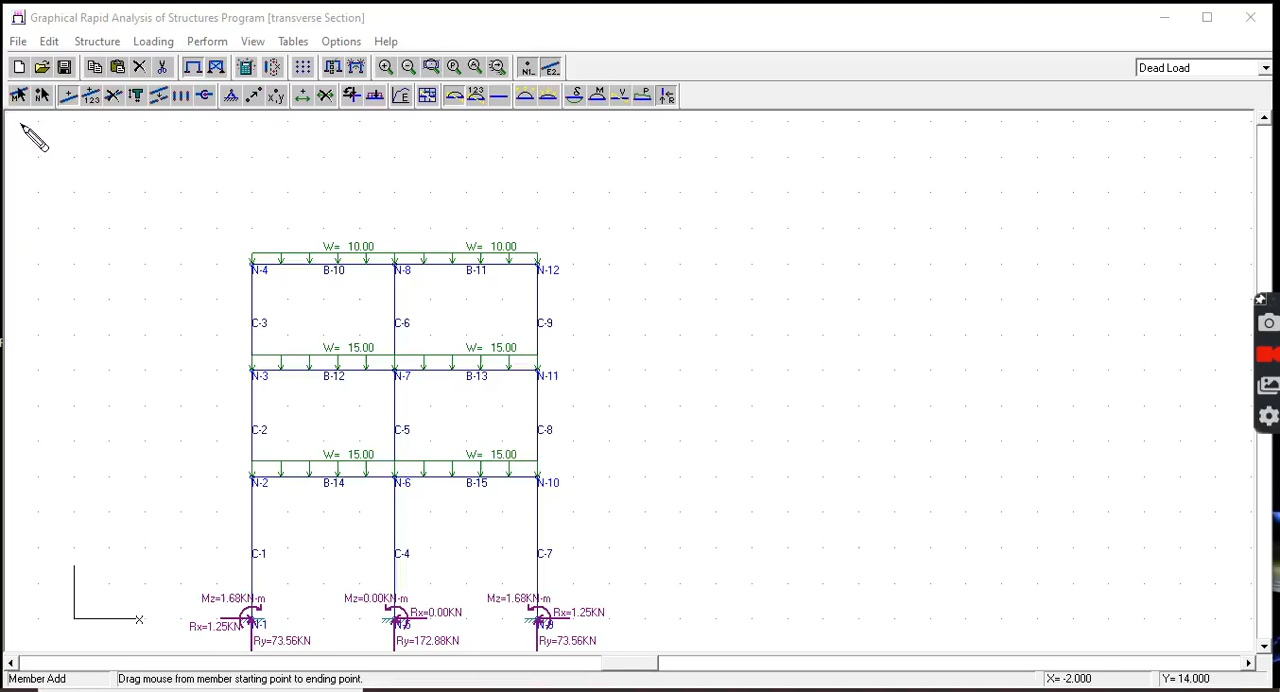 Graphical Rapid Analysis of Structures Program [transverse Section]
File Edit Structure Loading Perform View Tables Options Help
N1.. E2.. Dead Load
M N 123 x,y E 123 δ M V P R
W= 10.00 W= 10.00
N-4 B-10 N-8 B-11 N-12
C-3 C-6 C-9
W= 15.00 W= 15.00
N-3 B-12 N-7 B-13 N-11
C-2 C-5 C-8
W= 15.00 W= 15.00
N-2 B-14 N-6 B-15 N-10
C-1 C-4 C-7
Mz=1.68KN-m Mz=0.00KN-m Mz=1.68KN-m
Rx=0.00KN Rx=1.25KN
x Rx=1.25KN N-1
Ry=73.56KN Ry=172.88KN Ry=73.56KN
Member Add Drag mouse from member starting point to ending point. X= -2.000 Y= 14.000